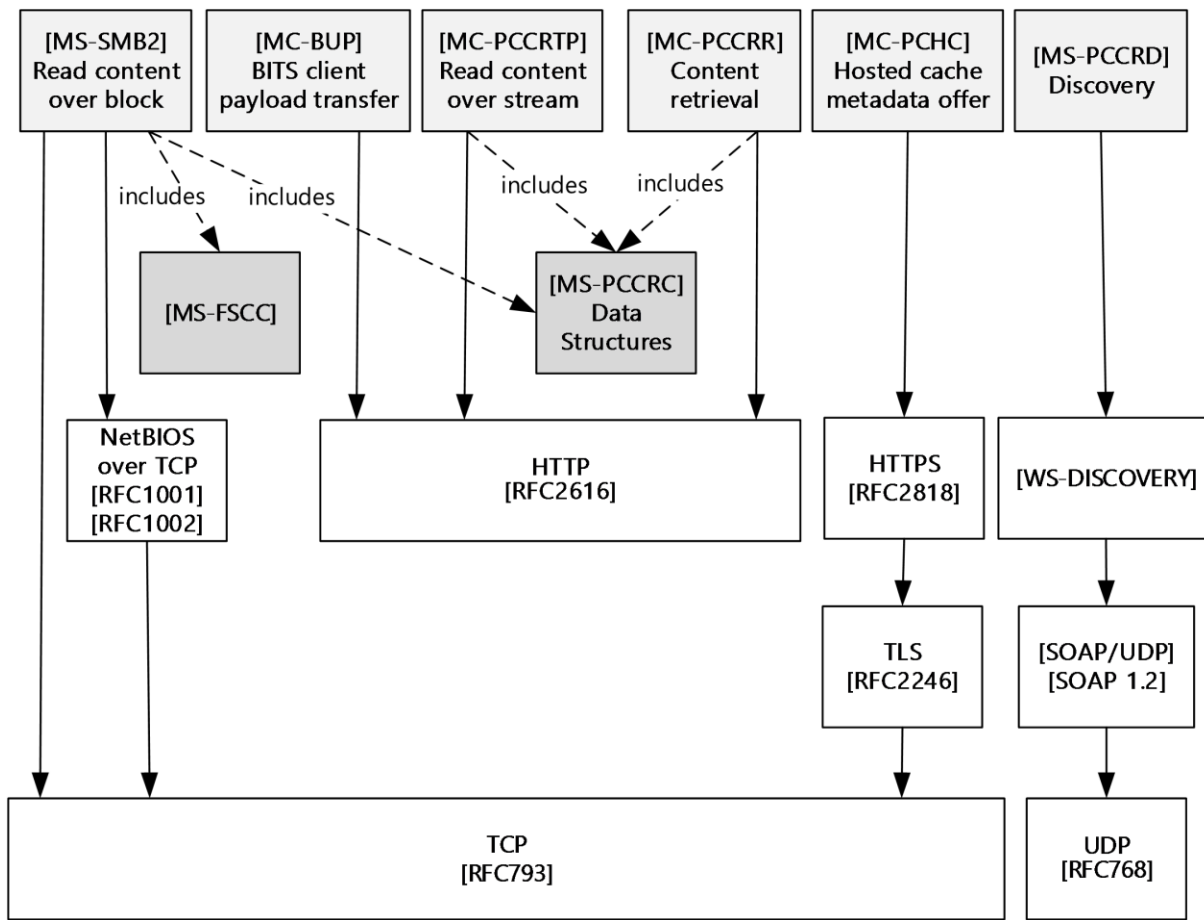 [MS-SMB2]
Read content
over block
[MC-BUP]
BITS client
payload transfer
[MC-PCCRTP]
Read content
over stream
[MC-PCCRR]
Content
retrieval
[MC-PCHC]
Hosted cache
metadata offer
[MS-PCCRD]
Discovery
includes
includes
includes
includes
[MS-FSCC]
[MS-PCCRC]
Data
Structures
NetBIOS
over TCP
[RFC1001]
[RFC1002]
HTTP
[RFC2616]
HTTPS
[RFC2818]
[WS-DISCOVERY]
TLS
[RFC2246]
[SOAP/UDP]
[SOAP 1.2]
TCP
[RFC793]
UDP
[RFC768]